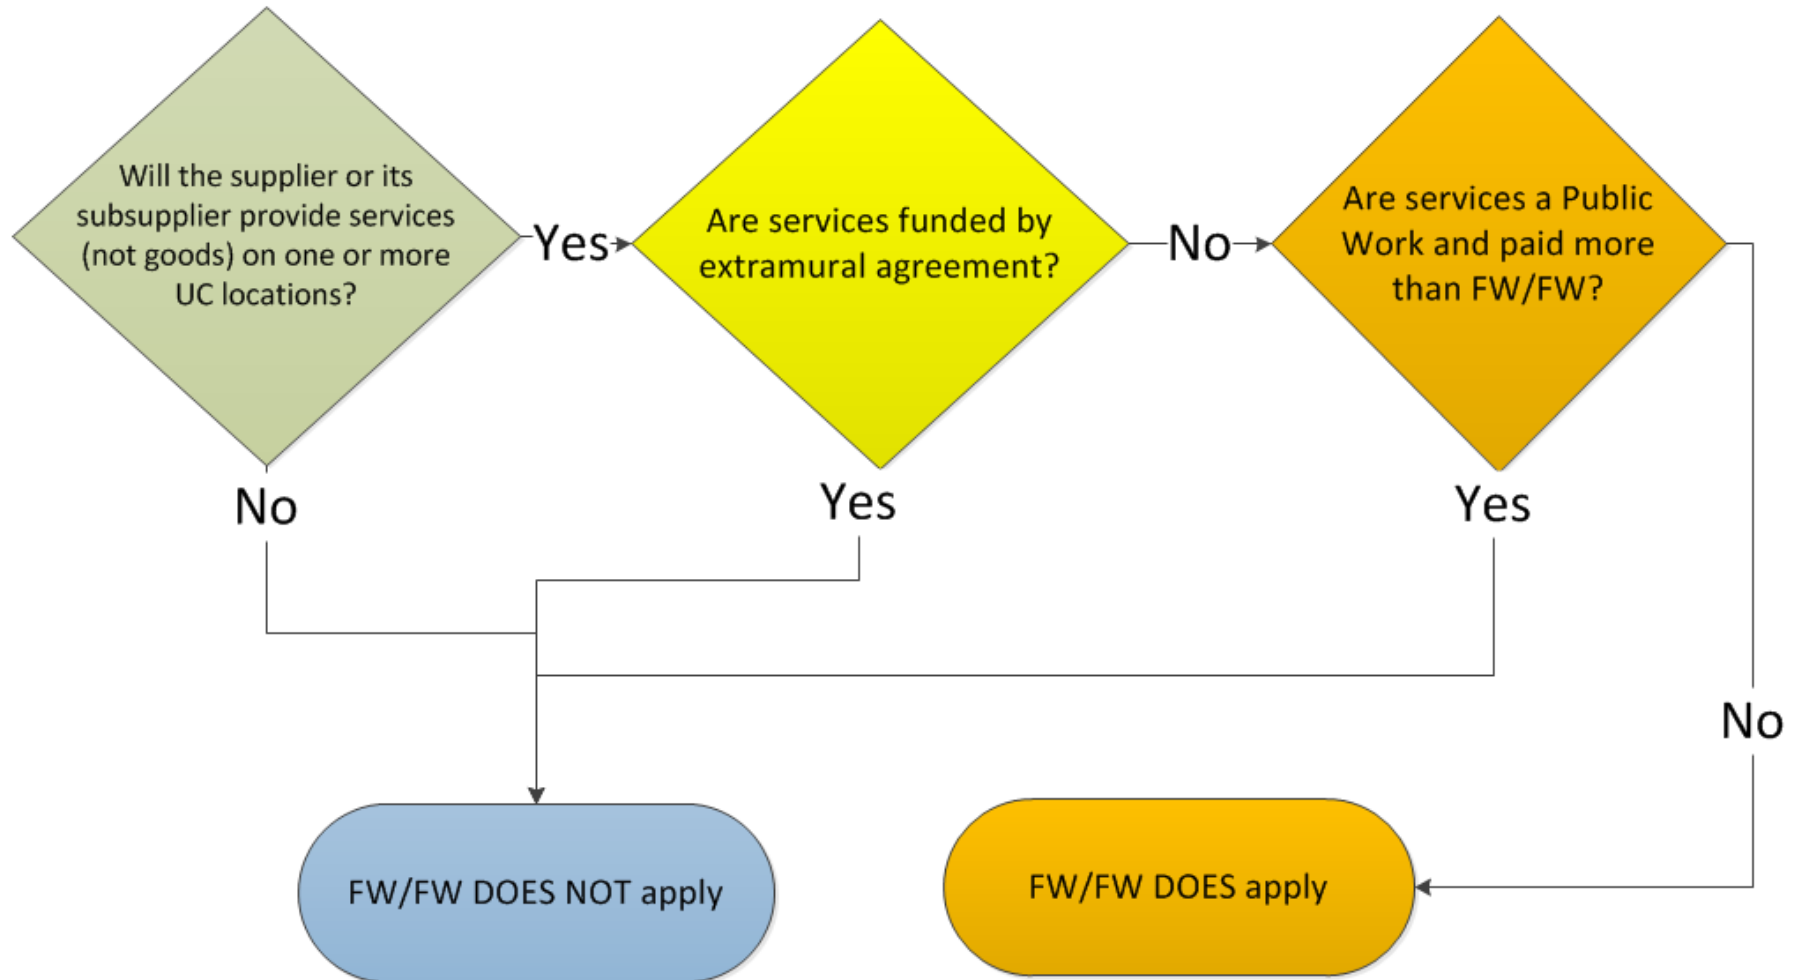 Will the supplier or its
subsupplier provide services
(not goods) on one or more
UC locations?
Yes
Are services funded by
extramural agreement?
No
Are services a Public
Work and paid more
than FW/FW?
No
Yes
Yes
No
FW/FW DOES NOT apply
FW/FW DOES apply